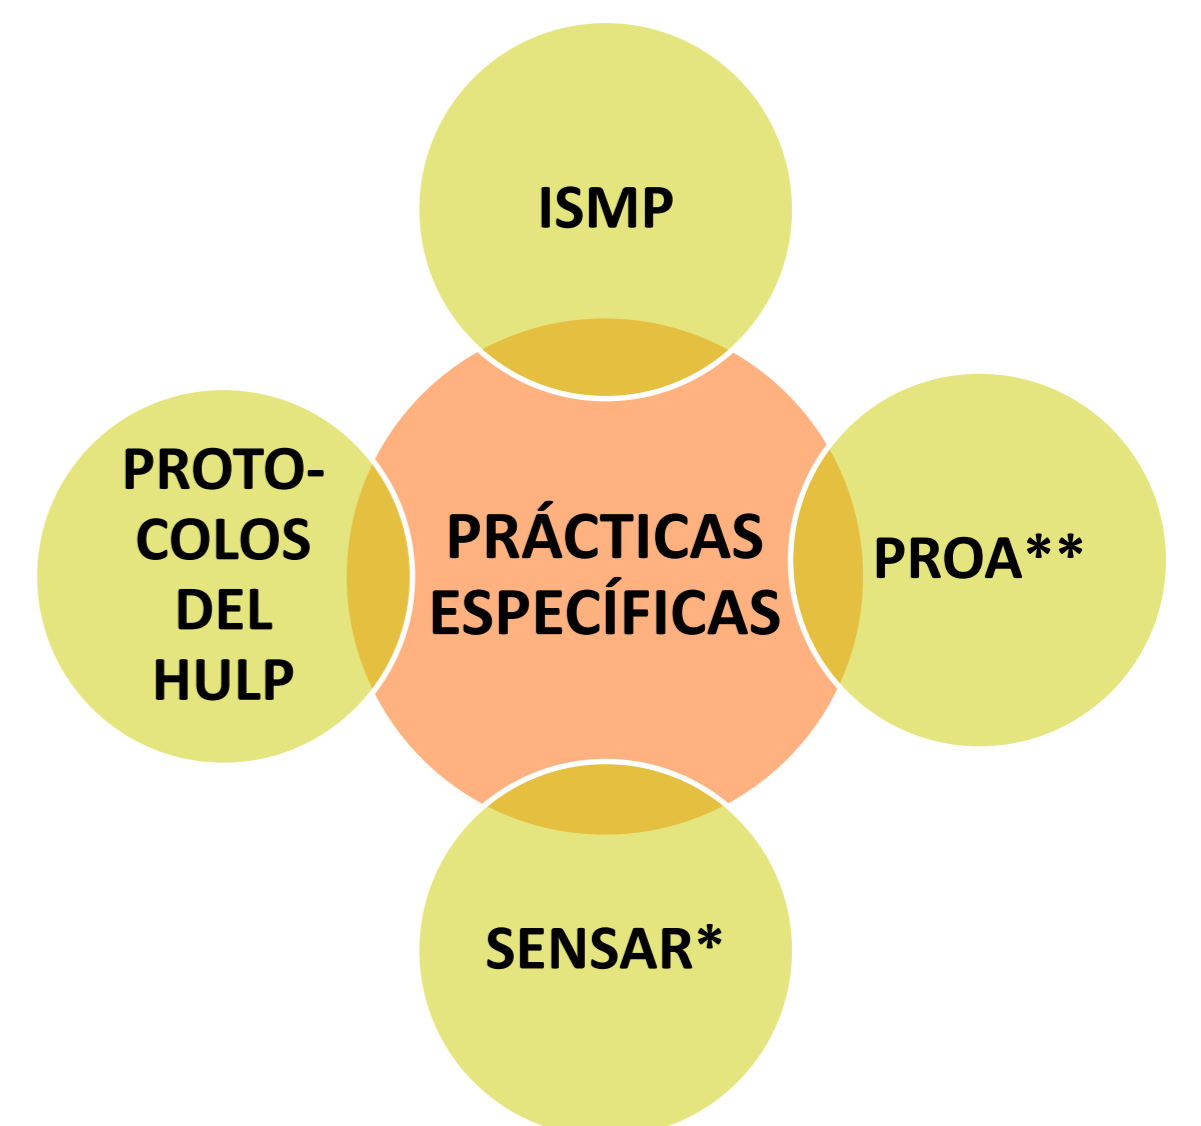 ISMP
PROTO-
COLOS
DEL
HULP
PRÁCTICAS
ESPECÍFICAS
PROA**
SENSAR*